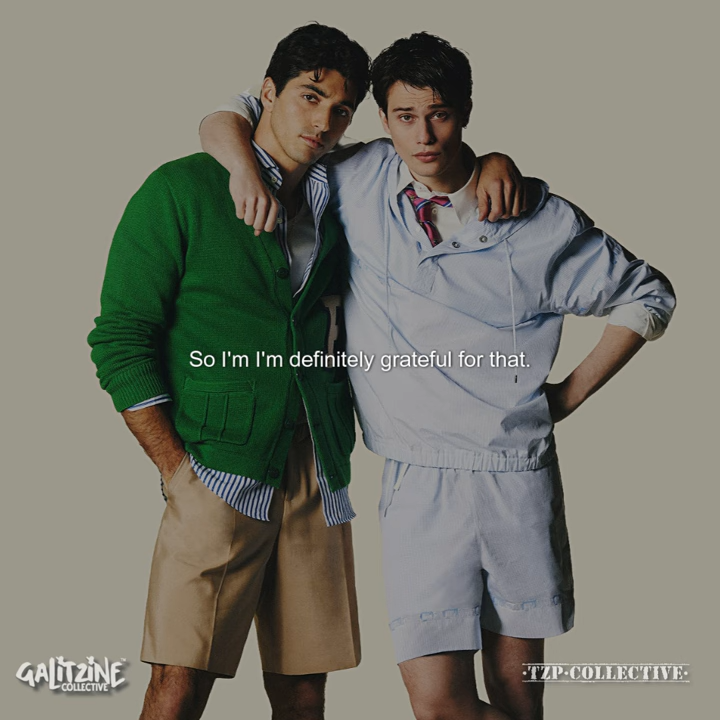 So I'm I'm definitely grateful for that.
GALITZINE
COLLECTIVE
·TZP·COLLECTIVE·